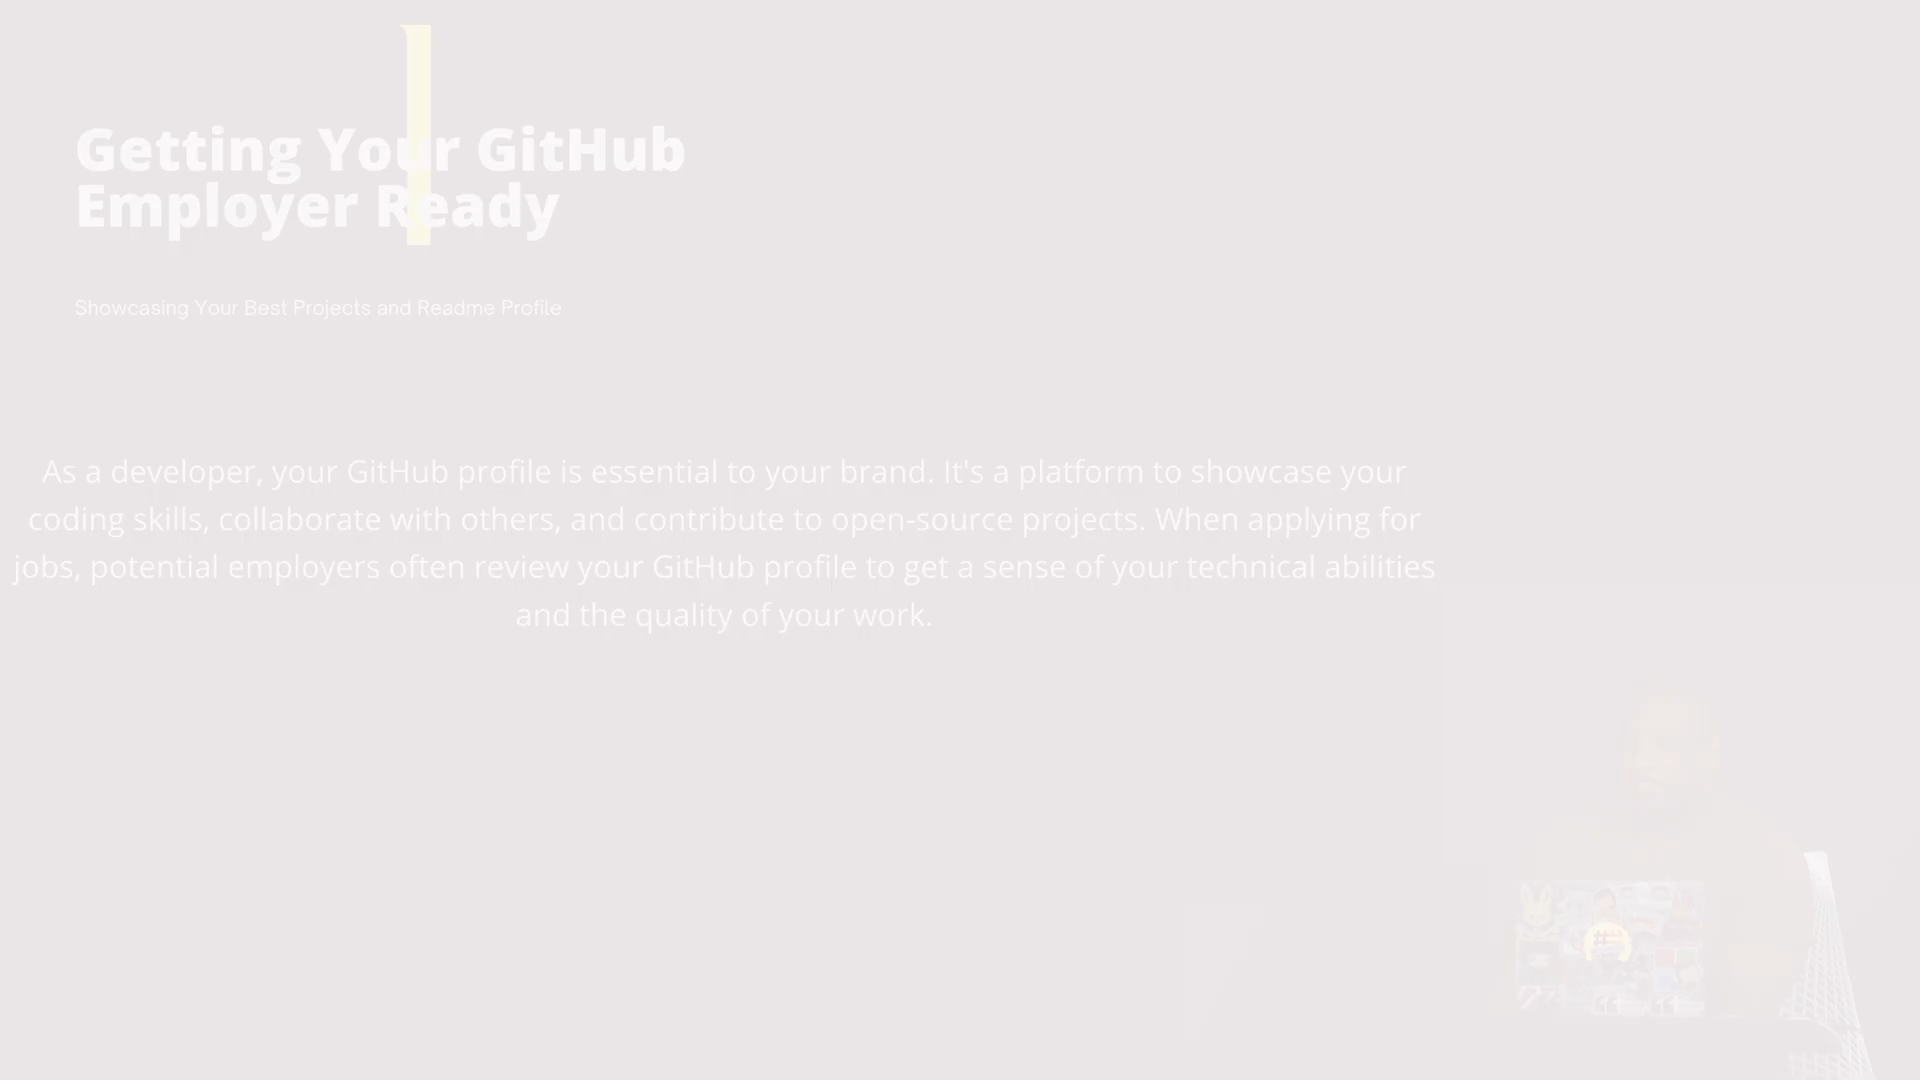 Getting Your GitHub
Employer Ready
Showcasing Your Best Projects and Readme Profile
As a developer, your GitHub profile is essential to your brand. It's a platform to showcase your
coding skills, collaborate with others, and contribute to open-source projects. When applying for
jobs, potential employers often review your GitHub profile to get a sense of your technical abilities
and the quality of your work.